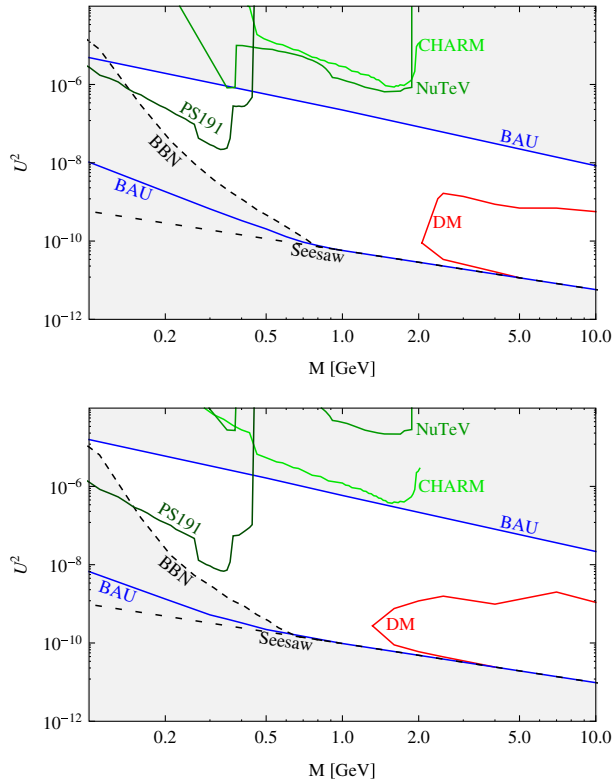 CHARM
10⁻⁶
NuTeV
PS191
BAU
BBN
U²
10⁻⁸
BAU
DM
10⁻¹⁰
Seesaw
10⁻¹²
0.2 0.5 1.0 2.0 5.0 10.0
M [GeV]
NuTeV
CHARM
10⁻⁶
PS191
BAU
U²
10⁻⁸
BBN
BAU
DM
10⁻¹⁰
Seesaw
10⁻¹²
0.2 0.5 1.0 2.0 5.0 10.0
M [GeV]